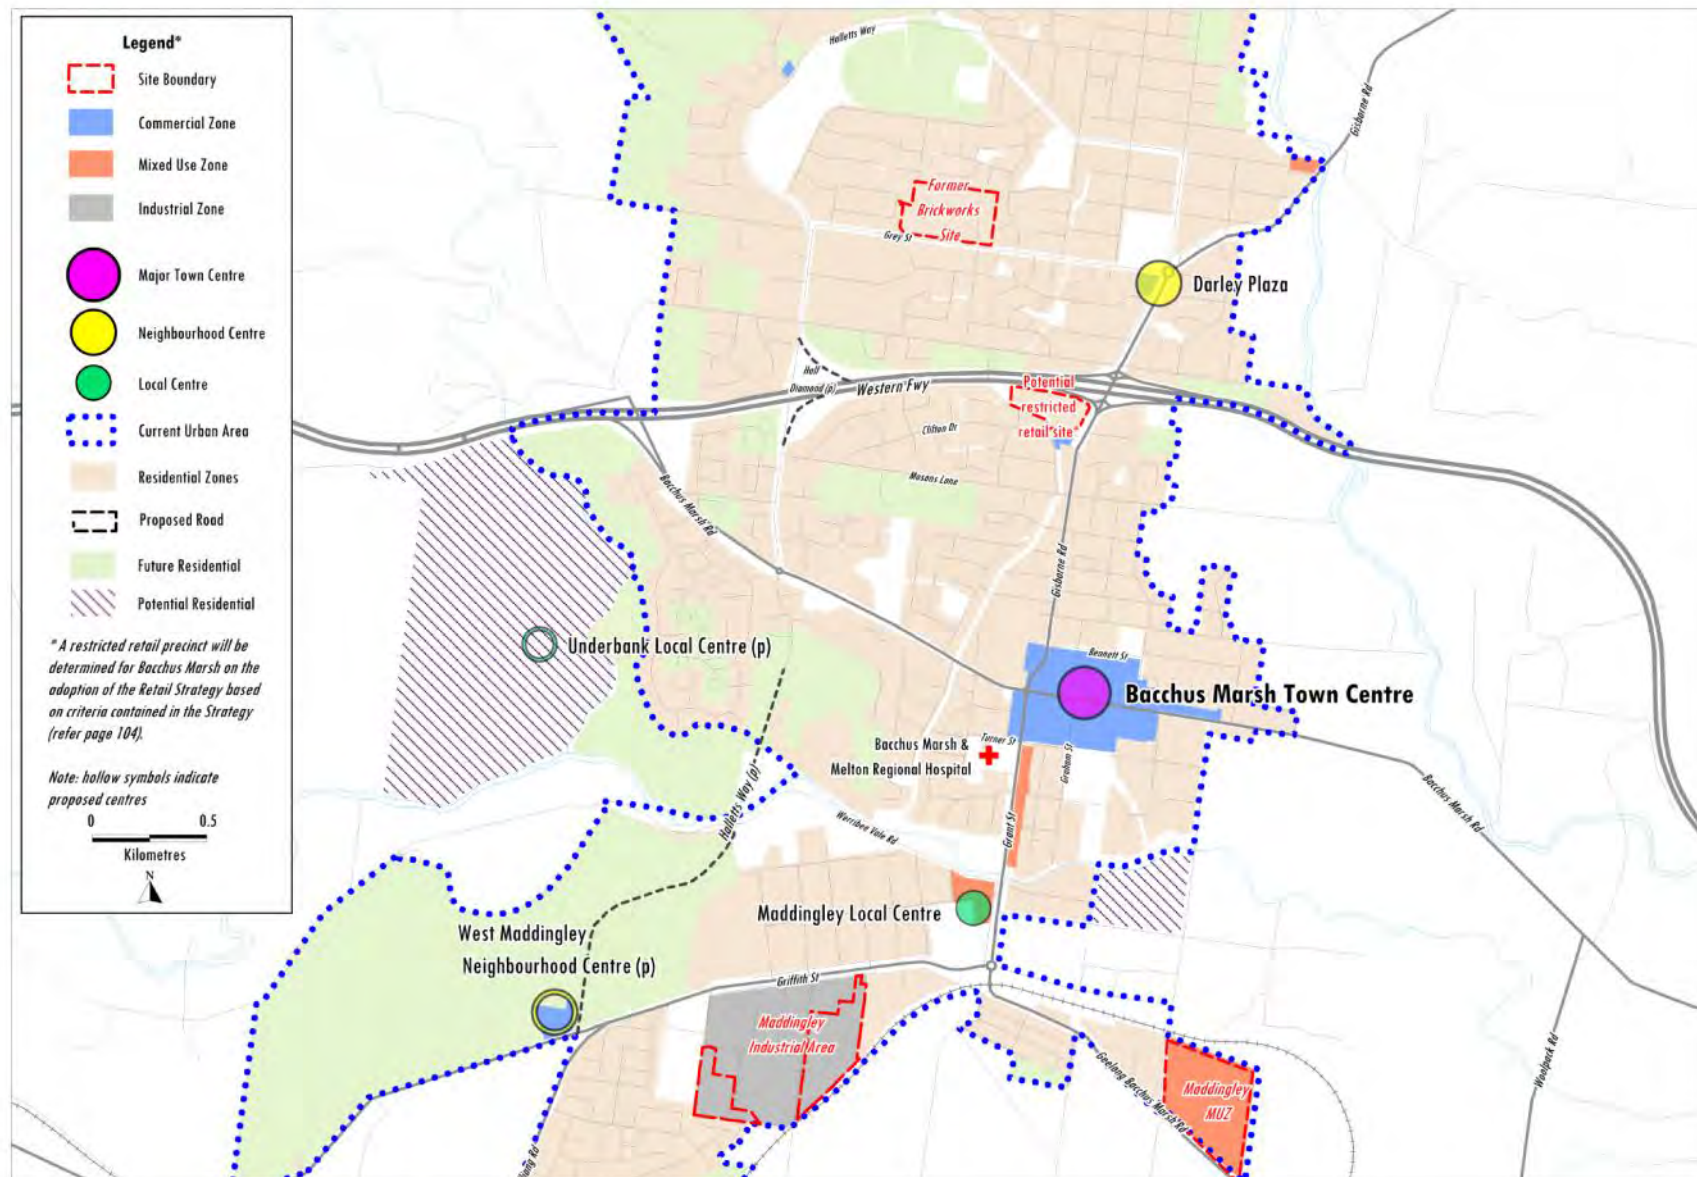 Legend*
Site Boundary
Commercial Zone
Mixed Use Zone
Industrial Zone
Major Town Centre
Neighbourhood Centre
Local Centre
Current Urban Area
Residential Zones
Proposed Road
Future Residential
Potential Residential
* A restricted retail precinct will be
determined for Bacchus Marsh on the
adoption of the Retail Strategy based
on criteria contained in the Strategy
(refer page 104).
Note: hollow symbols indicate
proposed centres
0 0.5
Kilometres
N
Halletts Way
Gisborne Rd
Former
Brickworks
Site
Grey St
Darley Plaza
Half
Diamond (p)
Western Fwy
Potential
restricted
retail site*
Clifton Dr
Masons Lane
Bacchus Marsh Rd
Gisborne Rd
Underbank Local Centre (p)
Bennett St
Bacchus Marsh Town Centre
Turner St
Graham St
Bacchus Marsh &
Melton Regional Hospital
Halletts Way (p)
Grant St
Bacchus Marsh Rd
Werribee Vale Rd
Maddingley Local Centre
West Maddingley
Neighbourhood Centre (p)
Griffith St
Maddingley
Industrial Area
Geelong Bacchus Marsh Rd
Maddingley
MUZ
Woolpack Rd
Rd